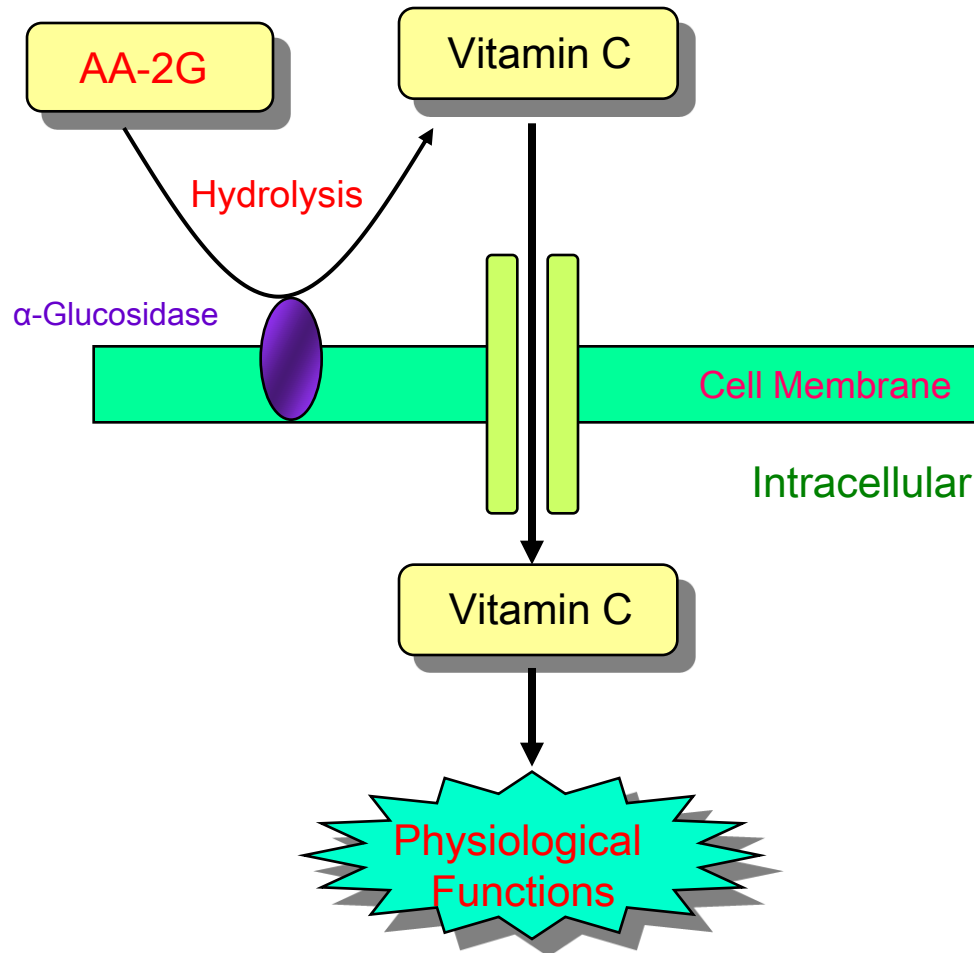 AA-2G
Vitamin C
Hydrolysis
α-Glucosidase
Cell Membrane
Intracellular
Vitamin C
Physiological
Functions